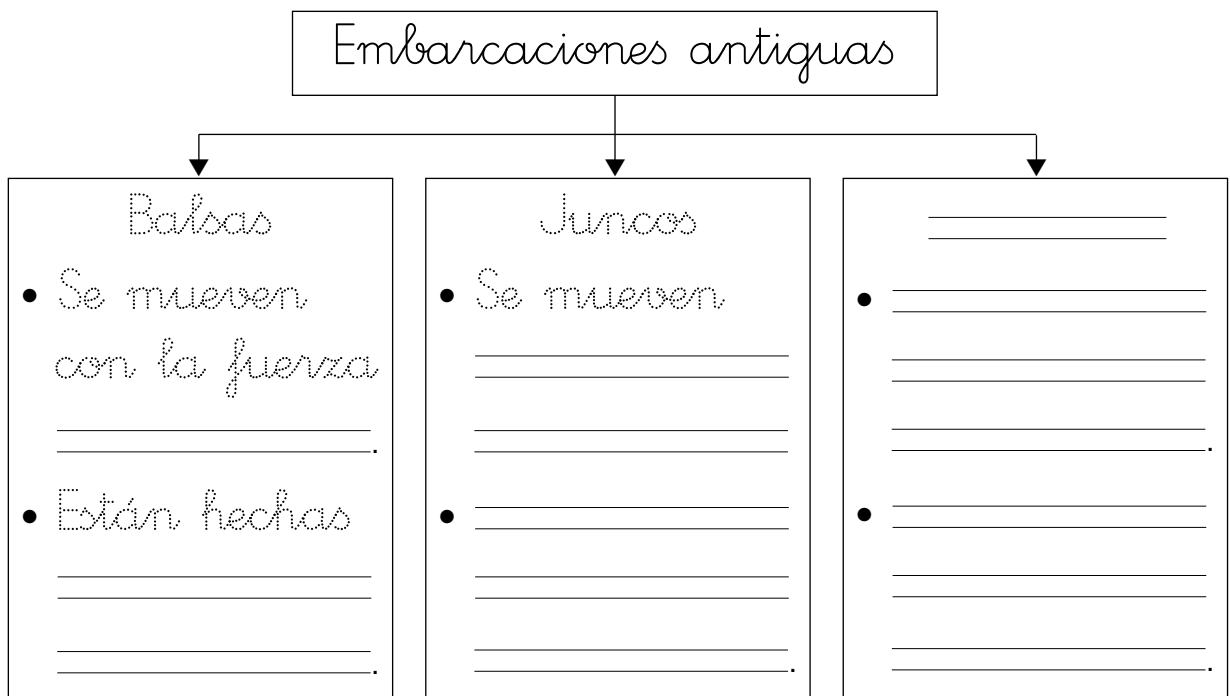 Embarcaciones antiguas
Balsas
• Se mueven
con la fuerza
.
• Están hechas
.
Juncos
• Se mueven
•
.
•
.
•
.